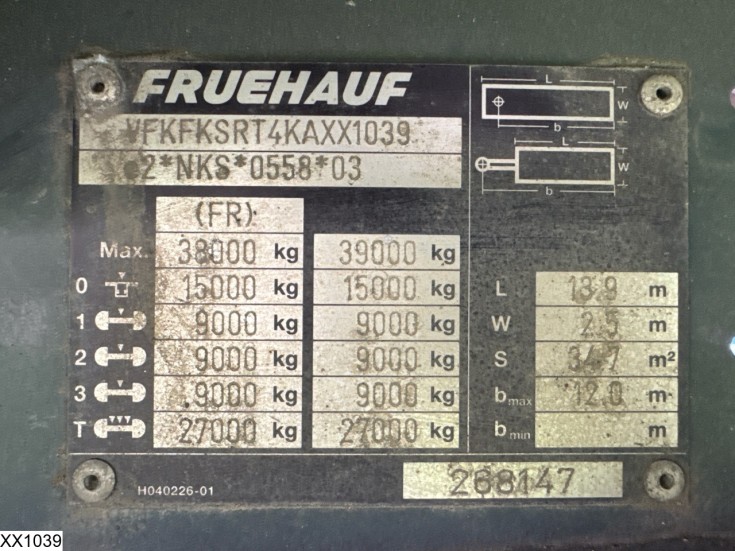 FRUEHAUF
VFKFKSRT4KAXX1039
e2*NKS*0558*03
(FR)
Max. 38000 kg 39000 kg
0 15000 kg 15000 kg
1 9000 kg 9000 kg
2 9000 kg 9000 kg
3 9000 kg 9000 kg
T 27000 kg 27000 kg
L
W
b
L
W
b
L 13.9 m
W 2.5 m
S 34.7 m²
b max 12.0 m
b min m
H040226-01
268147
XX1039